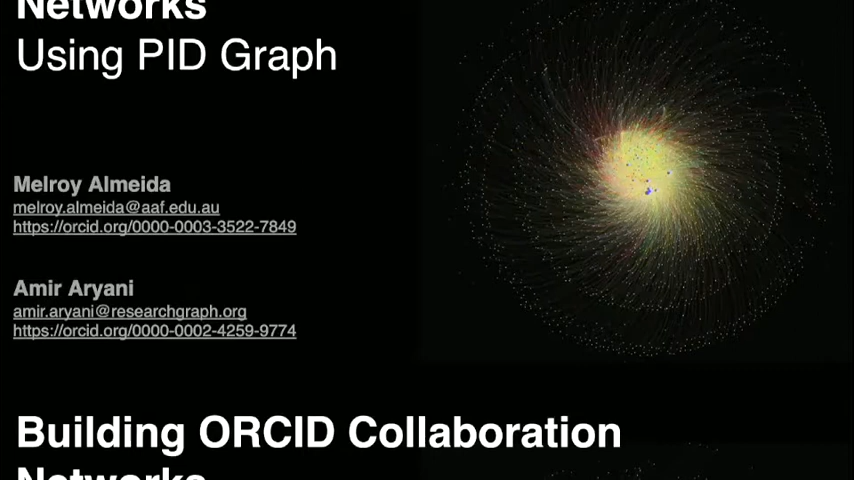 Networks
Using PID Graph
Melroy Almeida
melroy.almeida@aaf.edu.au
https://orcid.org/0000-0003-3522-7849
Amir Aryani
amir.aryani@researchgraph.org
https://orcid.org/0000-0002-4259-9774
Building ORCID Collaboration
Networks